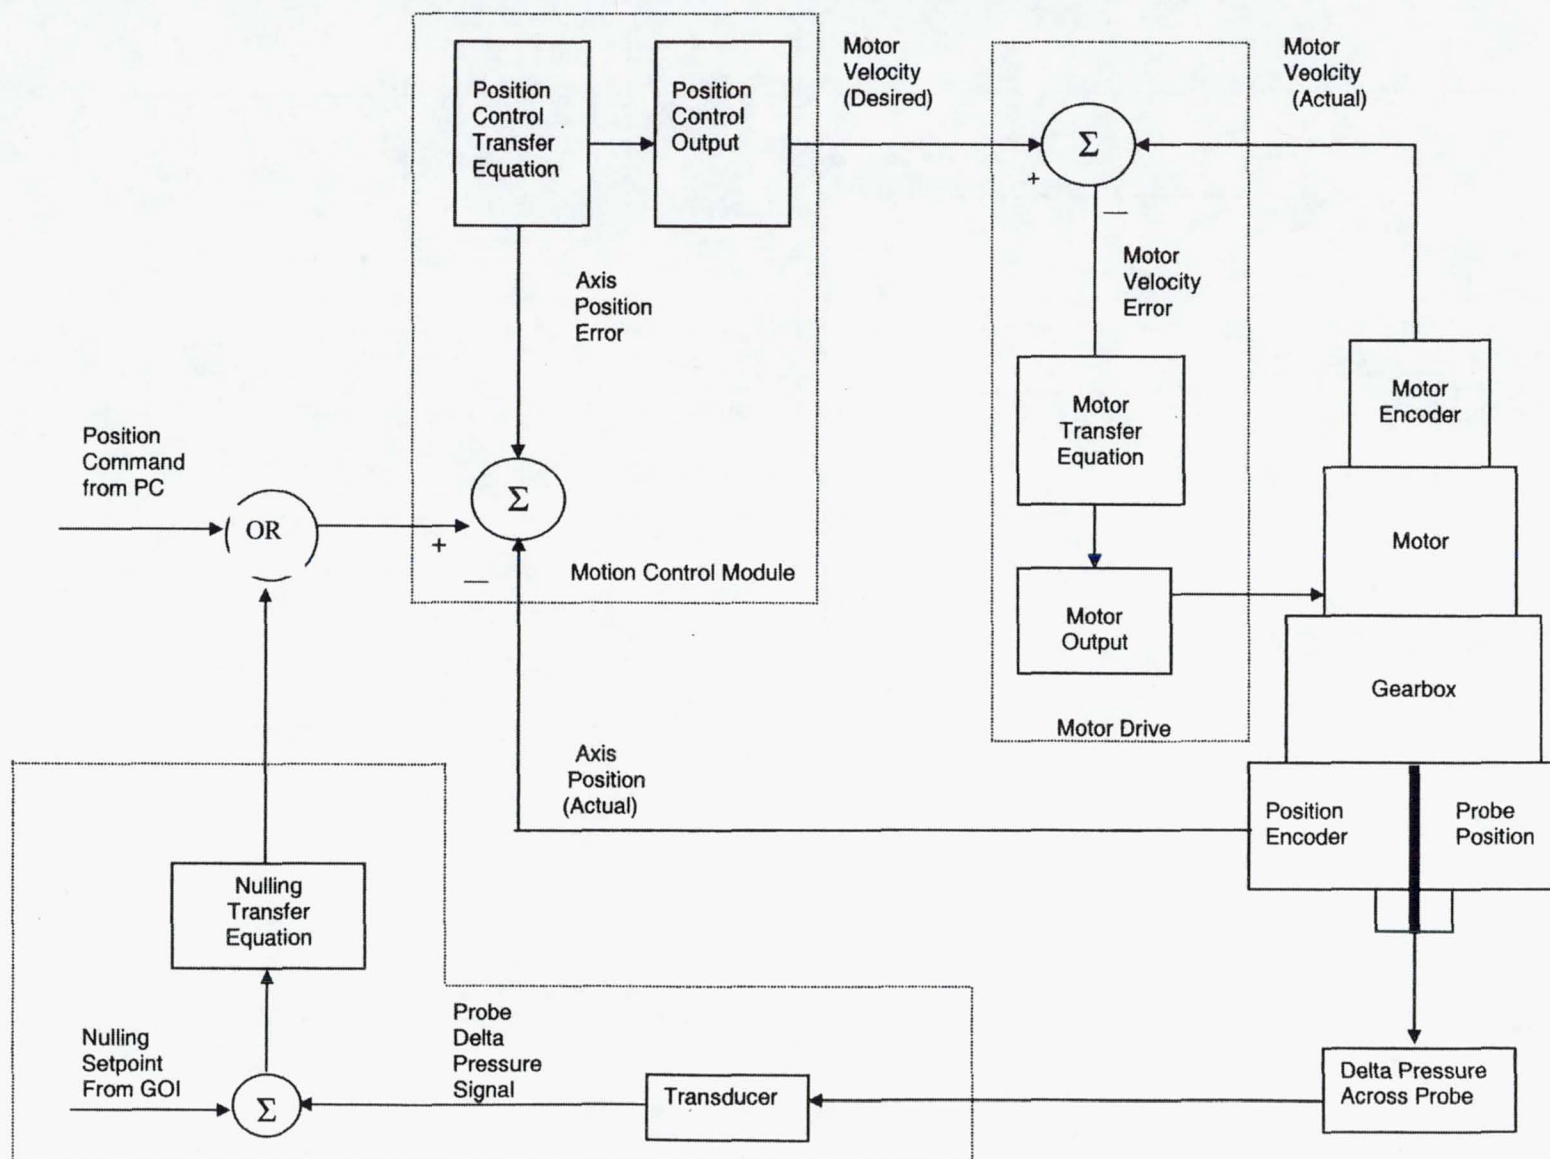 Position
Control
Transfer
Equation
Position
Control
Output
Motor
Velocity
(Desired)
Σ
+
—
Motor
Veolcity
(Actual)
Axis
Position
Error
Motor
Velocity
Error
Motor
Transfer
Equation
Motor
Encoder
Position
Command
from PC
OR
Σ
+
—
Motion Control Module
Motor
Output
Motor
Gearbox
Motor Drive
Axis
Position
(Actual)
Position
Encoder
Probe
Position
Nulling
Transfer
Equation
Nulling
Setpoint
From GOI
Σ
Probe
Delta
Pressure
Signal
Transducer
Delta Pressure
Across Probe